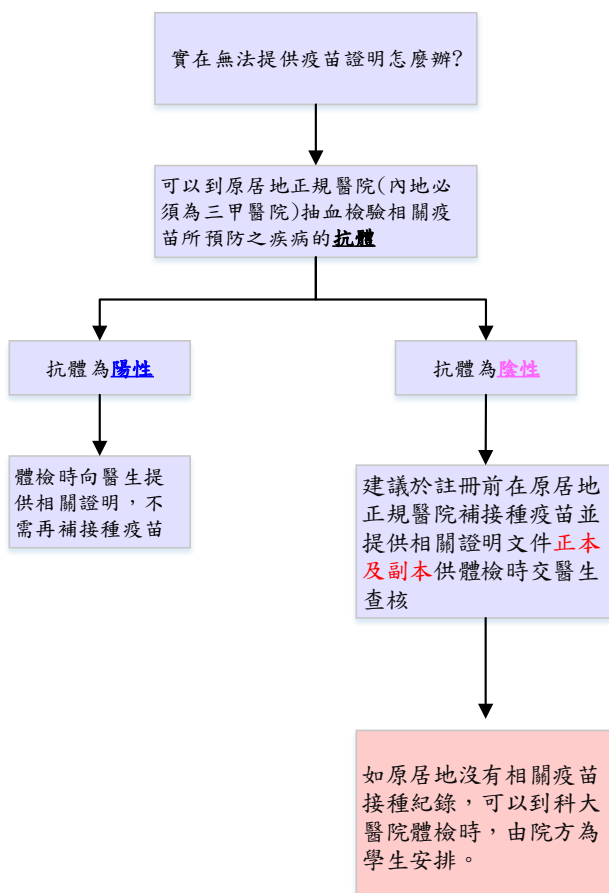 實在無法提供疫苗證明怎麼辦?
可以到原居地正規醫院(內地必
須為三甲醫院)抽血檢驗相關疫
苗所預防之疾病的抗體
抗體為陽性
抗體為陰性
體檢時向醫生提
供相關證明，不
需再補接種疫苗
建議於註冊前在原居地
正規醫院補接種疫苗並
提供相關證明文件正本
及副本供體檢時交醫生
查核
如原居地沒有相關疫苗
接種紀錄，可以到科大
醫院體檢時，由院方為
學生安排。